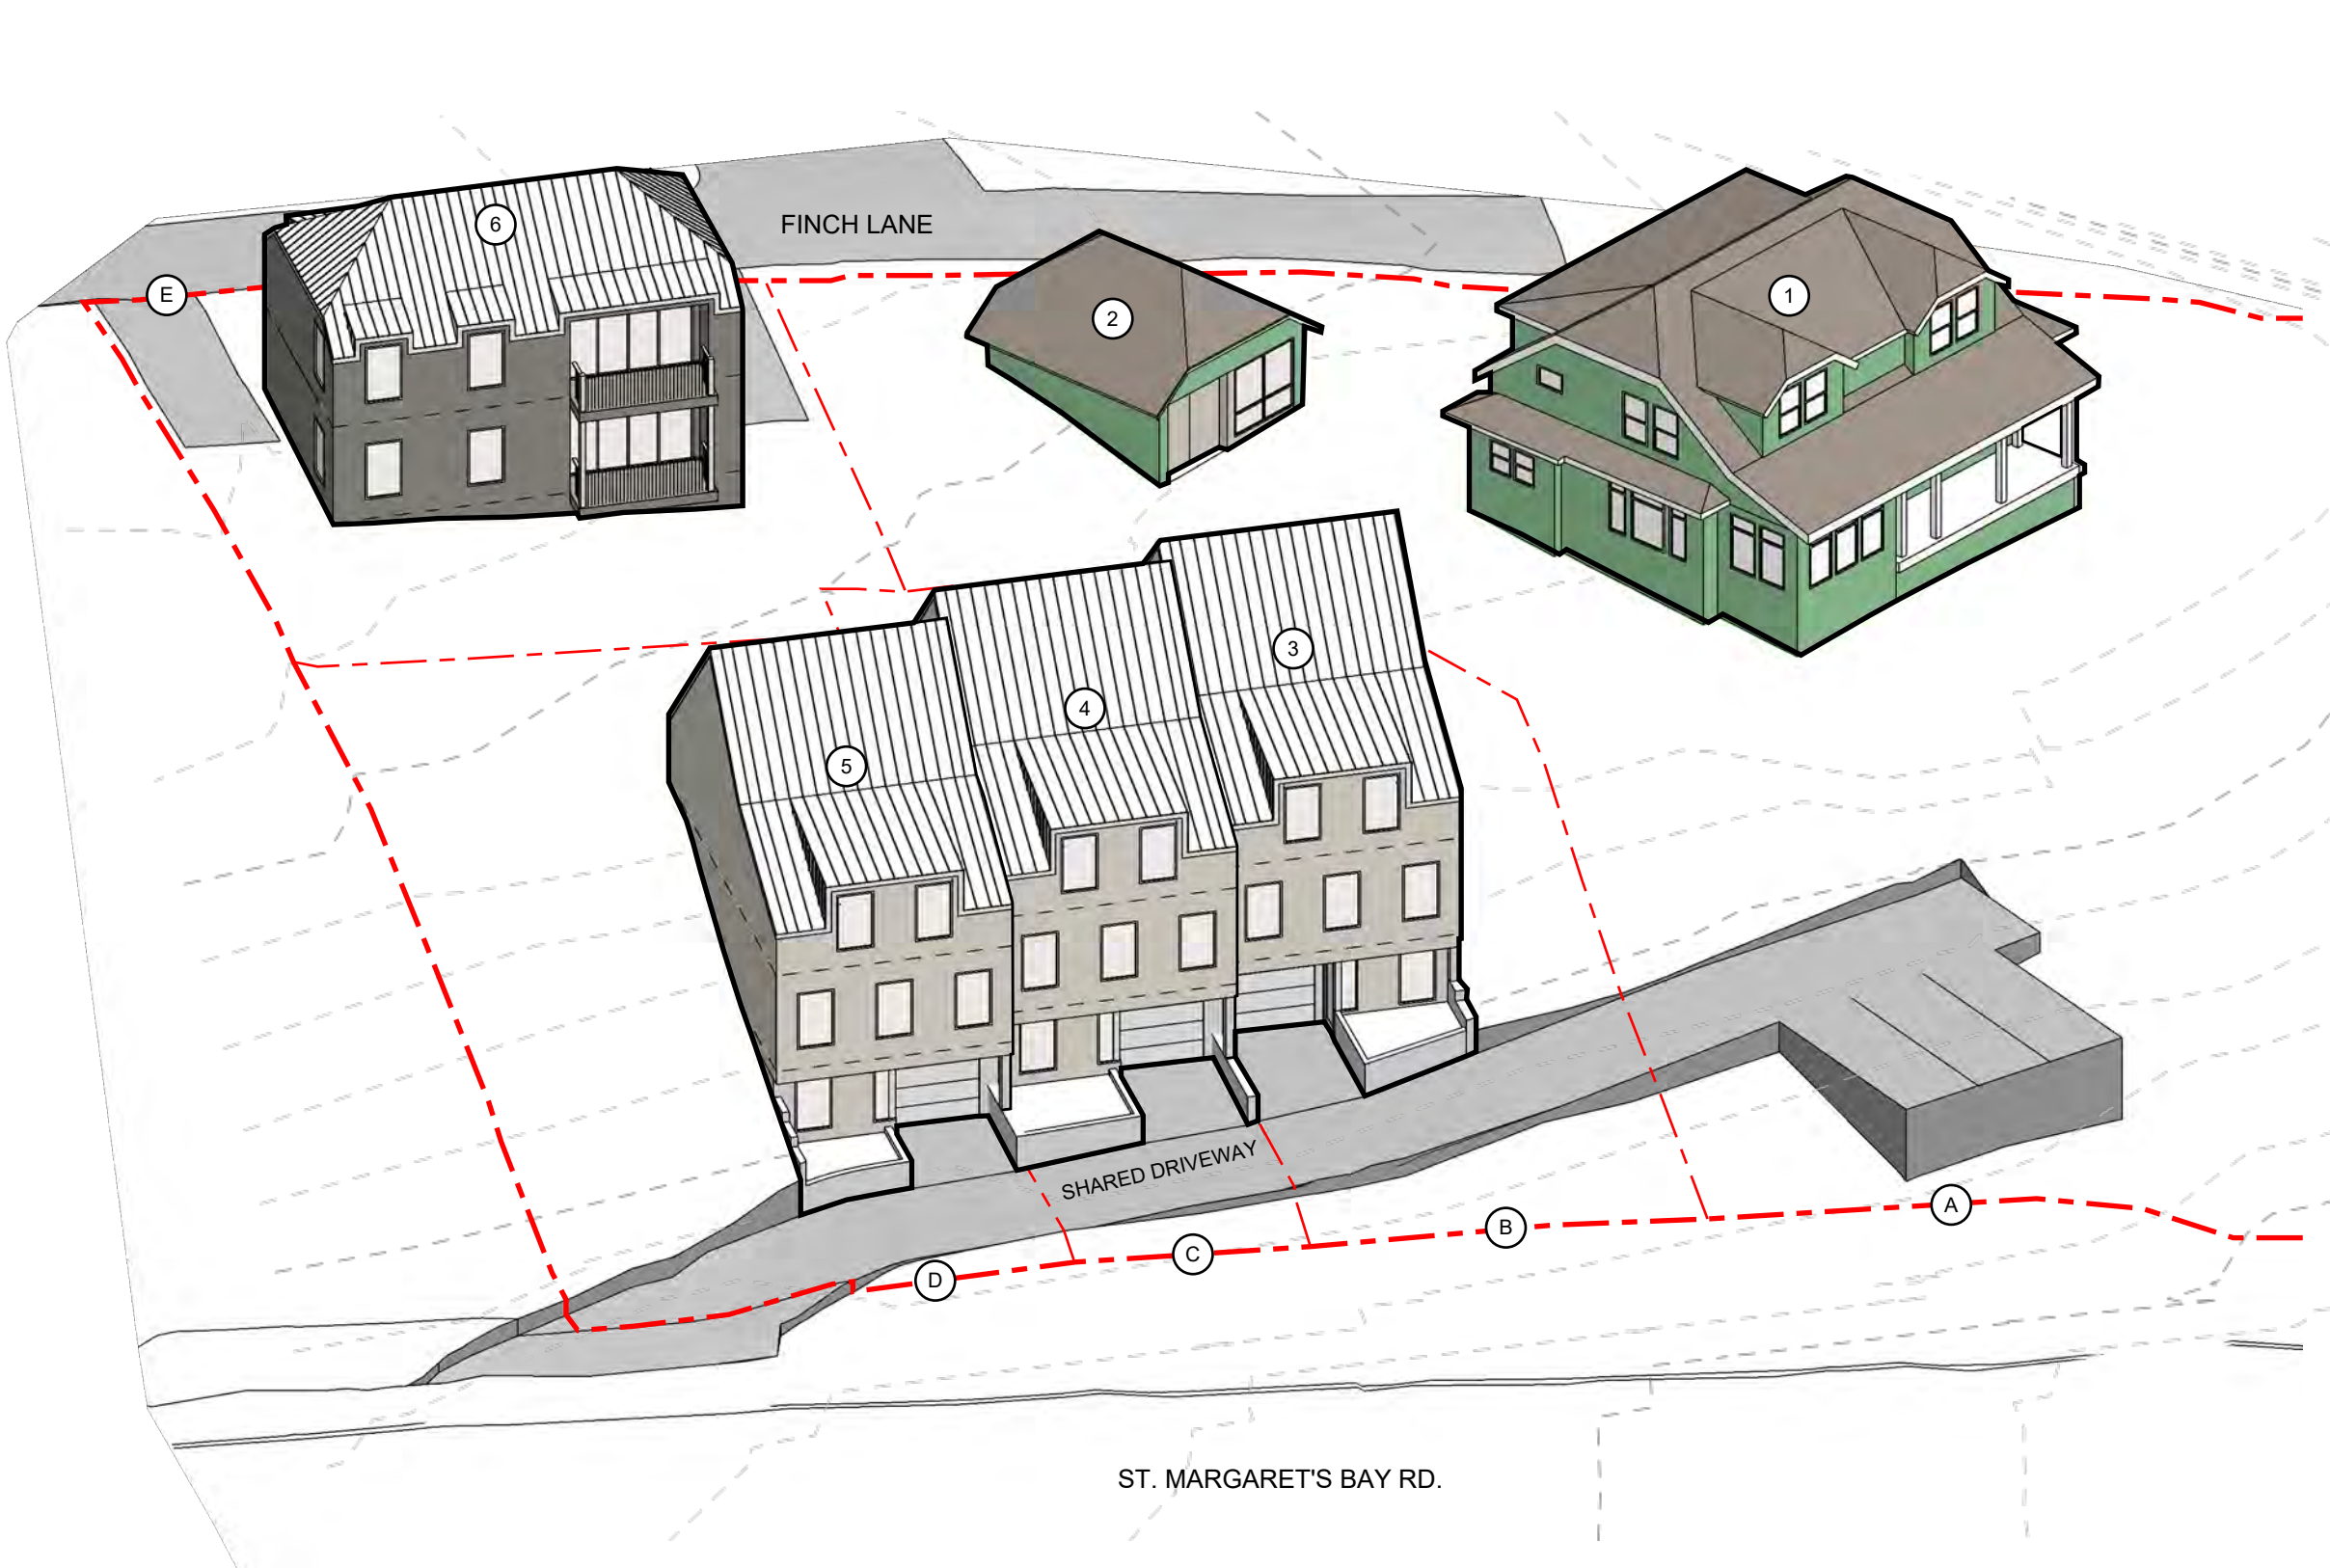 6
FINCH LANE
E
2
1
3
4
5
SHARED DRIVEWAY
A
B
C
D
ST. MARGARET'S BAY RD.